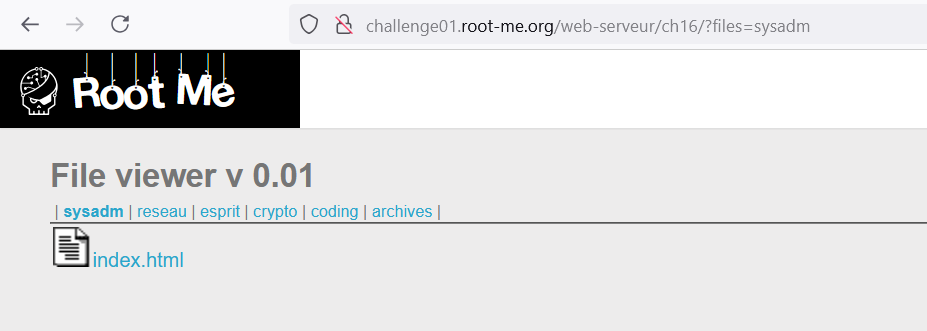 challenge01.root-me.org/web-serveur/ch16/?files=sysadm
Root Me
File viewer v 0.01
| sysadm | reseau | esprit | crypto | coding | archives |
index.html